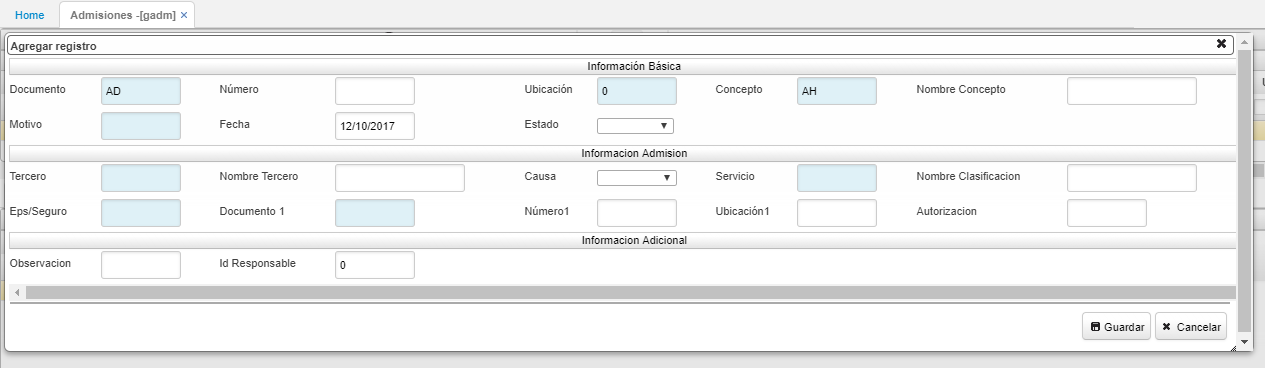 Home Admisiones -[gadm] ×
Agregar registro
Información Básica
Documento AD Número Ubicación 0 Concepto AH Nombre Concepto
Motivo Fecha 12/10/2017 Estado
Informacion Admision
Tercero Nombre Tercero Causa Servicio Nombre Clasificacion
Eps/Seguro Documento 1 Número1 Ubicación1 Autorizacion
Informacion Adicional
Observacion Id Responsable 0
Guardar Cancelar